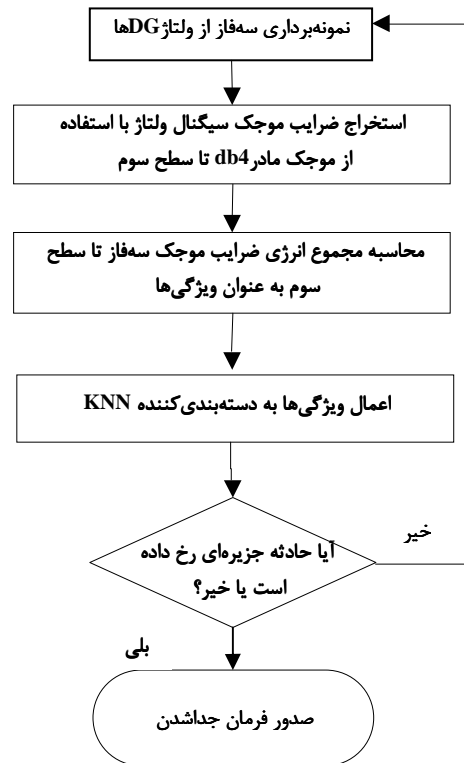 نمونه‌برداری سه‌فاز از ولتاژDGها
استخراج ضرایب موجک سیگنال ولتاژ با استفاده
از موجک مادرdb4 تا سطح سوم
محاسبه مجموع انرژی ضرایب موجک سه‌فاز تا سطح
سوم به عنوان ویژگی‌ها
اعمال ویژگی‌ها به دسته‌بندی‌کننده KNN
آیا حادثه جزیره‌ای رخ داده
است یا خیر؟
خیر
بلی
صدور فرمان جداشدن